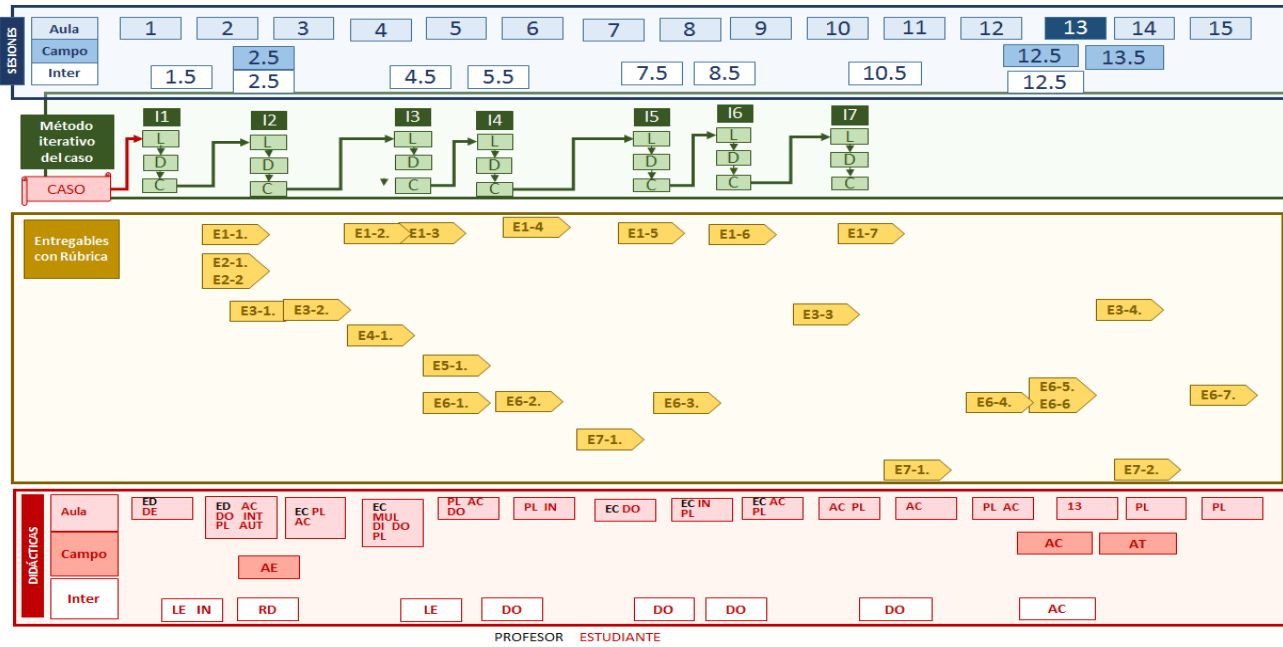 SESIONES
Aula 1 2 3 4 5 6 7 8 9 10 11 12 13 14 15
Campo 2.5 12.5 13.5
Inter 1.5 2.5 4.5 5.5 7.5 8.5 10.5 12.5
Método
iterativo
del caso
CASO
I1 I2 I3 I4 I5 I6 I7
L L L L L L L
D D D D D D D
C C C C C C C
Entregables
con Rúbrica
E1-1. E1-2. E1-3 E1-4 E1-5 E1-6 E1-7
E2-1.
E2-2
E3-1. E3-2. E3-3 E3-4.
E4-1.
E5-1.
E6-1. E6-2. E6-3. E6-4. E6-5. E6-7.
E6-6
E7-1. E7-1. E7-2.
DIDÁCTICAS
Aula
ED
DE
ED AC
DO INT
PL AUT
EC PL
AC
EC
MUL
DI DO
PL
PL AC
DO
PL IN
EC DO
EC IN
PL
EC AC
PL
AC PL
AC
PL AC
13
PL
PL
Campo
AE AC AT
Inter
LE IN RD LE DO DO DO DO AC
PROFESOR ESTUDIANTE